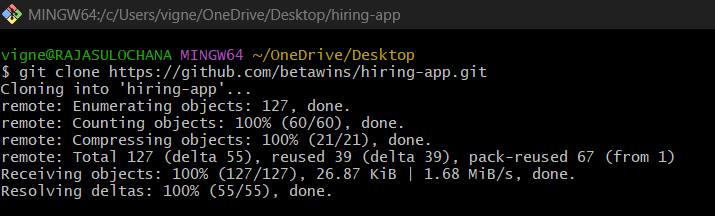 MINGW64:/c/Users/vigne/OneDrive/Desktop/hiring-app
vigne@RAJASULOCHANA MINGW64 ~/OneDrive/Desktop
$ git clone https://github.com/betawins/hiring-app.git
Cloning into 'hiring-app'...
remote: Enumerating objects: 127, done.
remote: Counting objects: 100% (60/60), done.
remote: Compressing objects: 100% (21/21), done.
remote: Total 127 (delta 55), reused 39 (delta 39), pack-reused 67 (from 1)
Receiving objects: 100% (127/127), 26.87 KiB | 1.68 MiB/s, done.
Resolving deltas: 100% (55/55), done.